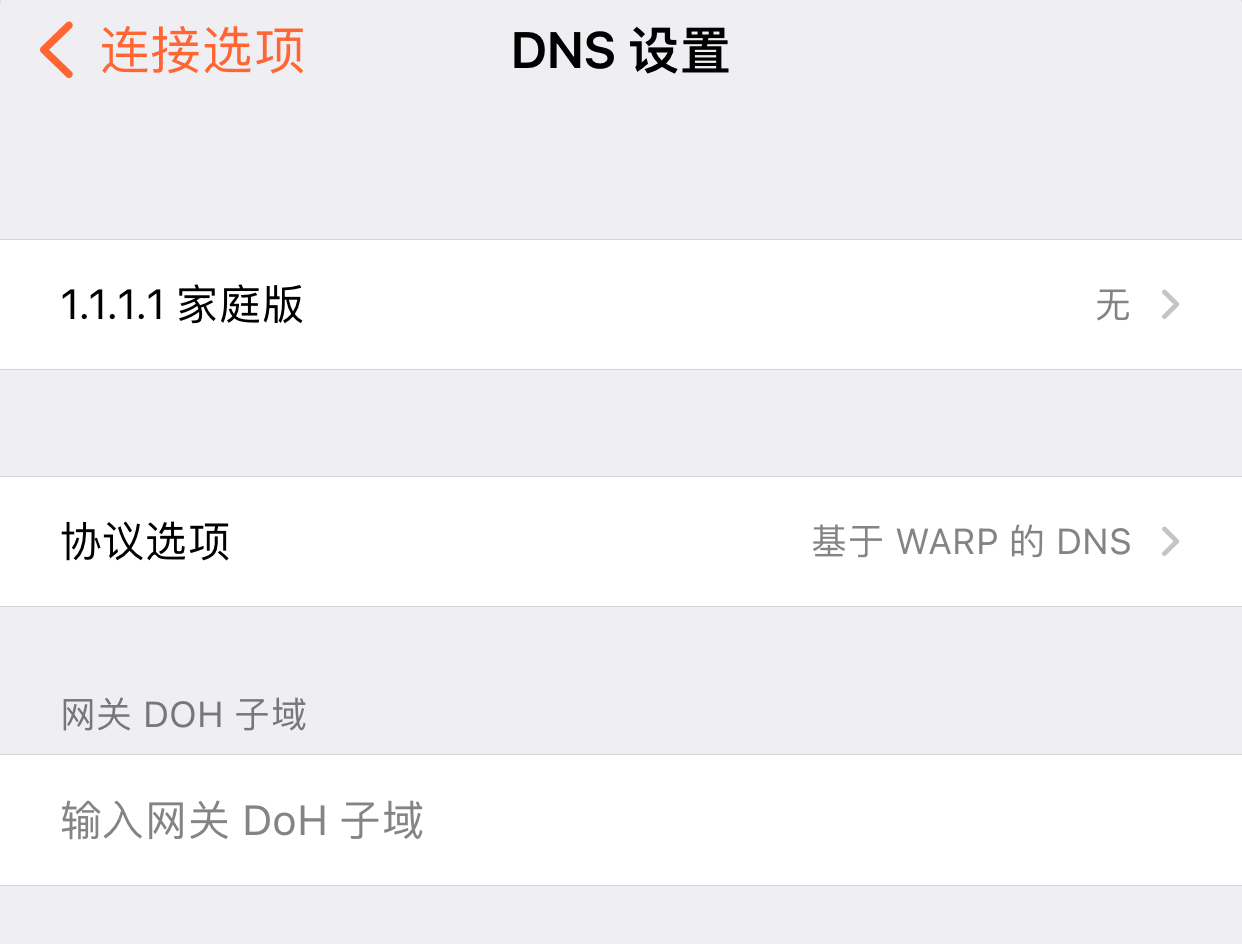 连接选项
DNS 设置
1.1.1.1 家庭版
无
协议选项
基于 WARP 的 DNS
网关 DOH 子域
输入网关 DoH 子域